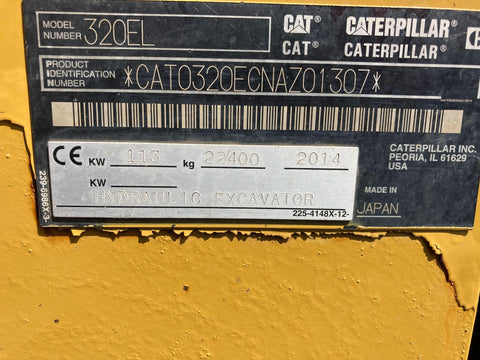 MODEL NUMBER 320EL
CAT® CATERPILLAR®
CAT® CATERPILLAR®
PRODUCT IDENTIFICATION NUMBER *CAT0320ECNAZ01307*
CATERPILLAR INC.
PEORIA, IL 61629
USA
CE KW 113 kg 22400 2014
KW
HYDRAULIC EXCAVATOR
225-4148X-12-
MADE IN
JAPAN
239-5986X-3-